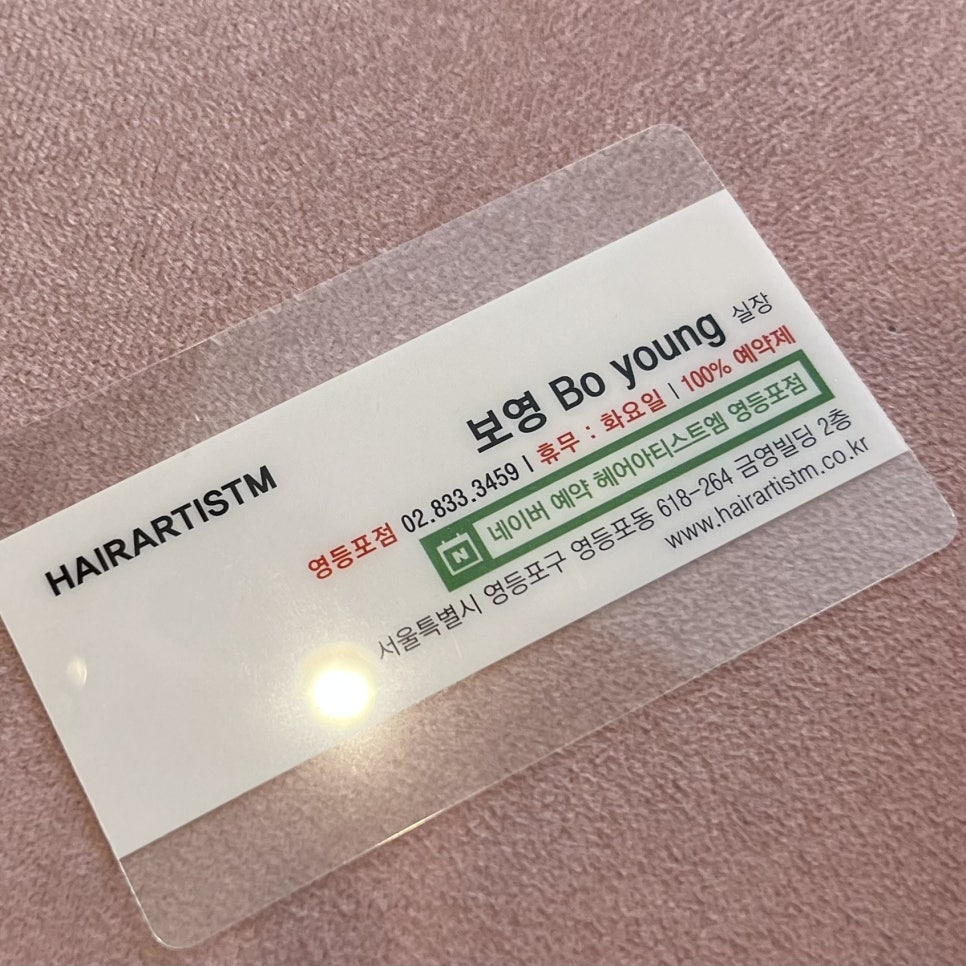 HAIRARTISTM
보영 Bo young 실장
영등포점 02.833.3459 | 휴무 : 화요일 | 100% 예약제
N 네이버 예약 헤어아티스트엠 영등포점
서울특별시 영등포구 영등포동 618-264 금영빌딩 2층
www.hairartistm.co.kr